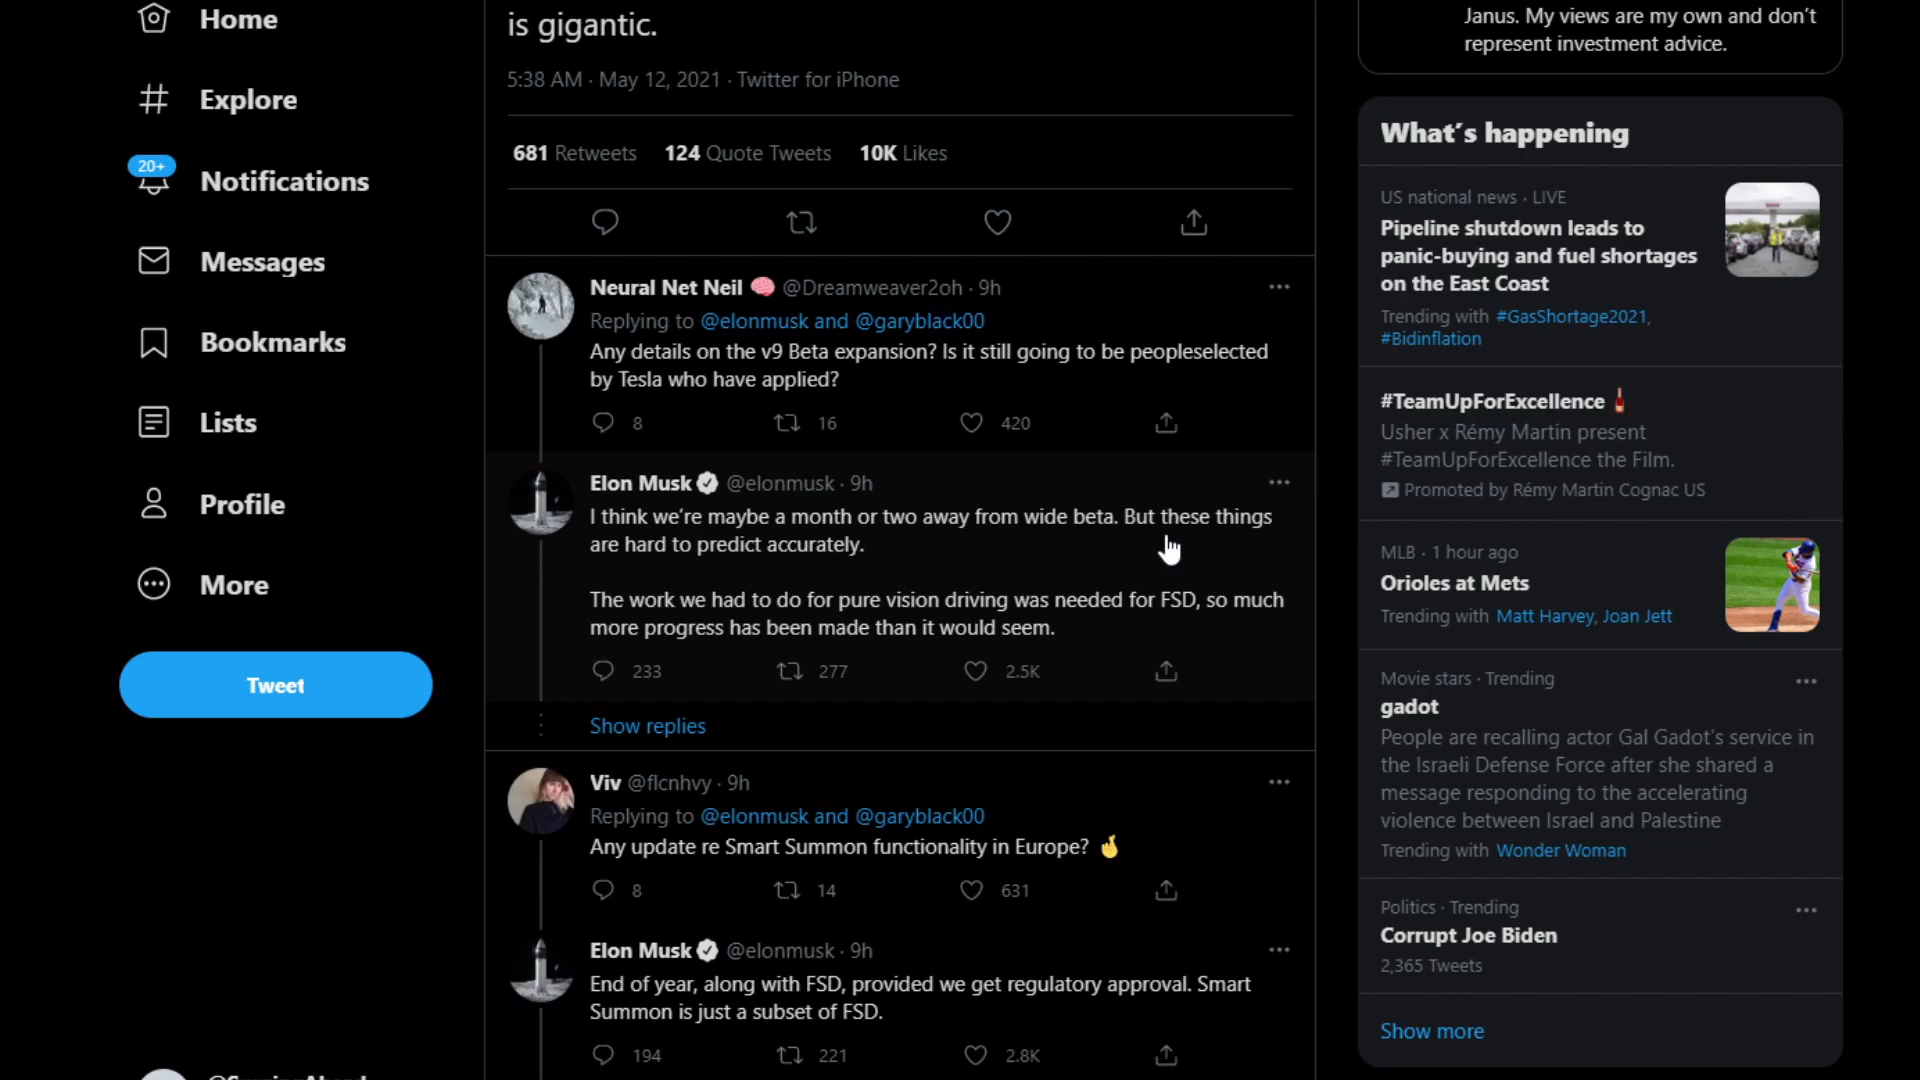 Home
Explore
20+
Notifications
Messages
Bookmarks
Lists
Profile
More
Tweet
is gigantic.
5:38 AM · May 12, 2021 · Twitter for iPhone
681 Retweets 124 Quote Tweets 10K Likes
Neural Net Neil 🧠 @Dreamweaver2oh · 9h
Replying to @elonmusk and @garyblack00
Any details on the v9 Beta expansion? Is it still going to be peopleselected
by Tesla who have applied?
8 16 420
Elon Musk @elonmusk · 9h
I think we're maybe a month or two away from wide beta. But these things
are hard to predict accurately.
The work we had to do for pure vision driving was needed for FSD, so much
more progress has been made than it would seem.
233 277 2.5K
Show replies
Viv @flcnhvy · 9h
Replying to @elonmusk and @garyblack00
Any update re Smart Summon functionality in Europe? 🤞
8 14 631
Elon Musk @elonmusk · 9h
End of year, along with FSD, provided we get regulatory approval. Smart
Summon is just a subset of FSD.
194 221 2.8K
Janus. My views are my own and don't
represent investment advice.
What's happening
US national news · LIVE
Pipeline shutdown leads to
panic-buying and fuel shortages
on the East Coast
Trending with #GasShortage2021,
#Bidinflation
#TeamUpForExcellence
Usher x Rémy Martin present
#TeamUpForExcellence the Film.
Promoted by Rémy Martin Cognac US
MLB · 1 hour ago
Orioles at Mets
Trending with Matt Harvey, Joan Jett
Movie stars · Trending
gadot
People are recalling actor Gal Gadot's service in
the Israeli Defense Force after she shared a
message responding to the accelerating
violence between Israel and Palestine
Trending with Wonder Woman
Politics · Trending
Corrupt Joe Biden
2,365 Tweets
Show more